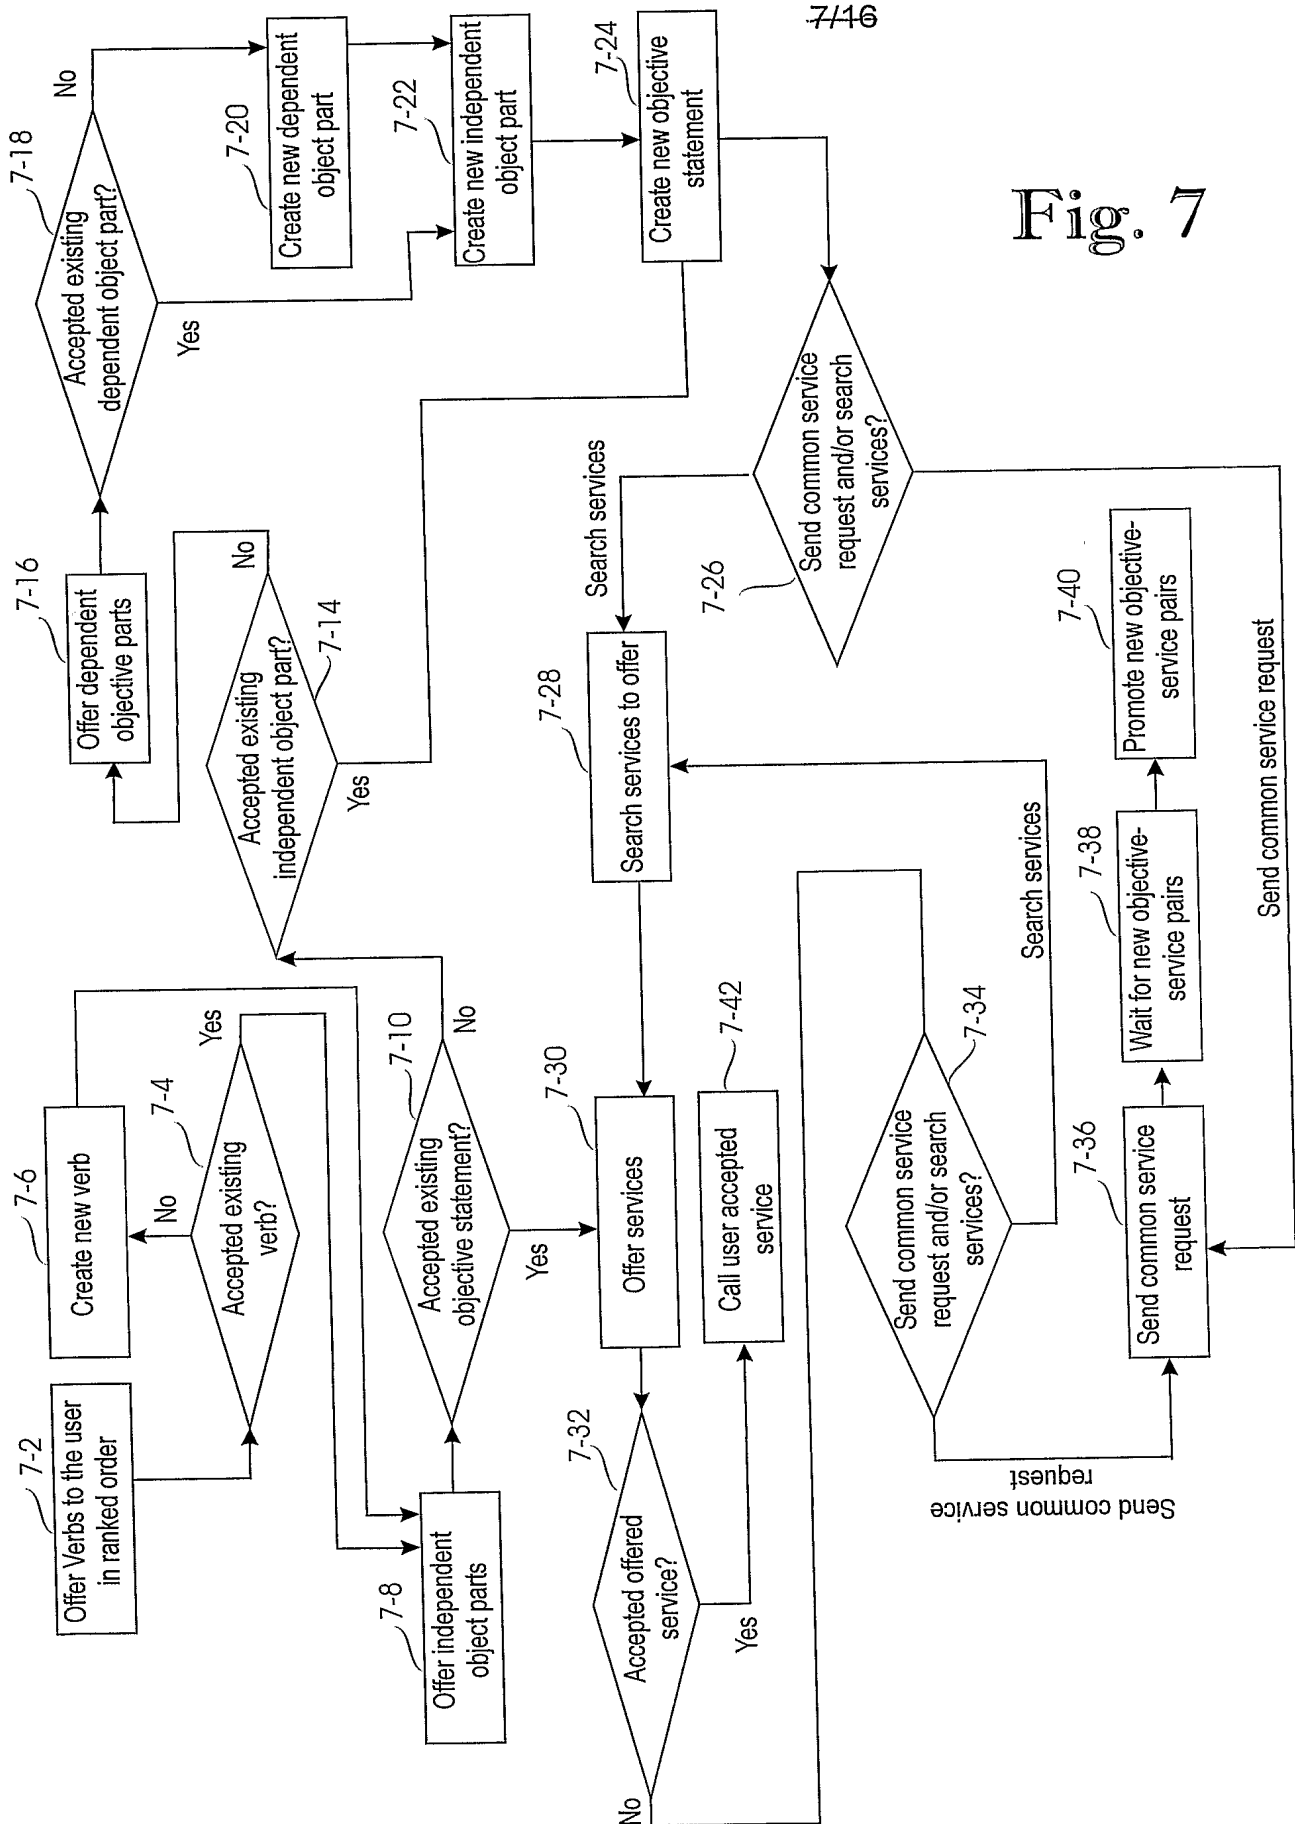 7/16
Fig. 7
7-2
Offer Verbs to the user
in ranked order
7-6
Create new verb
No
7-4
Accepted existing
verb?
Yes
7-8
Offer independent
object parts
7-10
Accepted existing
objective statement?
No
Yes
7-14
Accepted existing
independent object part?
No
Yes
7-16
Offer dependent
objective parts
7-18
Accepted existing
dependent object part?
No
Yes
7-20
Create new dependent
object part
7-22
Create new independent
object part
7-24
Create new objective
statement
7-26
Send common service
request and/or search
services?
Search services
Send common service request
7-28
Search services to offer
7-30
Offer services
7-32
Accepted offered
service?
No
Yes
7-42
Call user accepted
service
7-34
Send common service
request and/or search
services?
Search services
Send common service
request
7-36
Send common service
request
7-38
Wait for new objective-
service pairs
7-40
Promote new objective-
service pairs